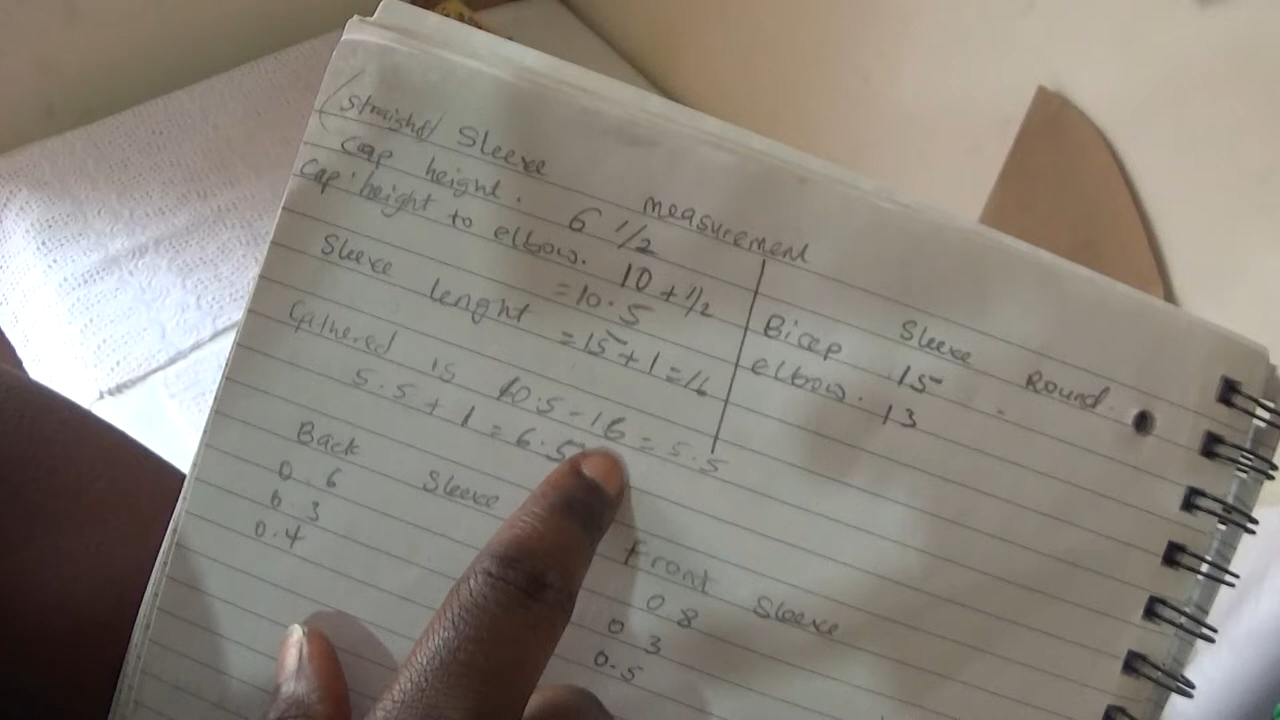 (Straight) Sleeve measurement
Cap height. 6 1/2
Cap height to elbow. 10 + 1/2
= 10.5
Sleeve lenght = 15 + 1 = 16
Gathered is 10.5 - 16 = 5.5
5.5 + 1 = 6.5
Sleeve Round.
Bicep 15
elbow. 13
Back Sleeve
0.6
0.3
0.4
Front Sleeve
0 8
0 3
0.5